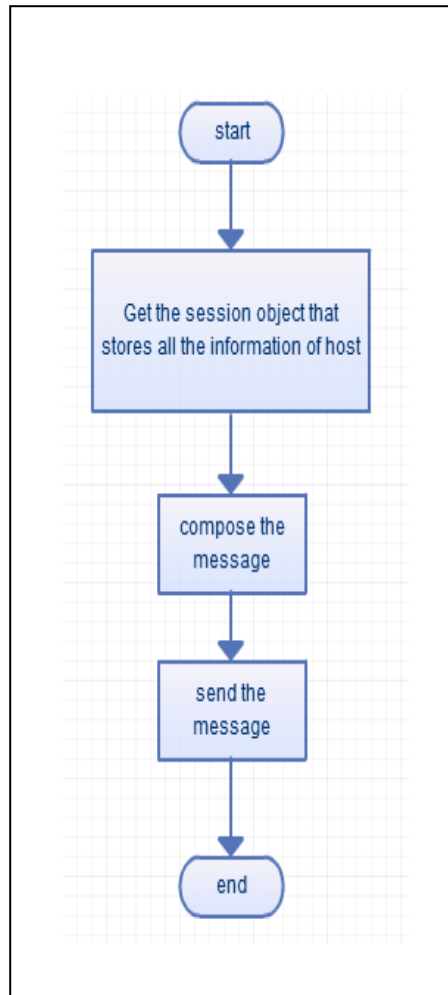 start
Get the session object that
stores all the information of host
compose the
message
send the
message
end